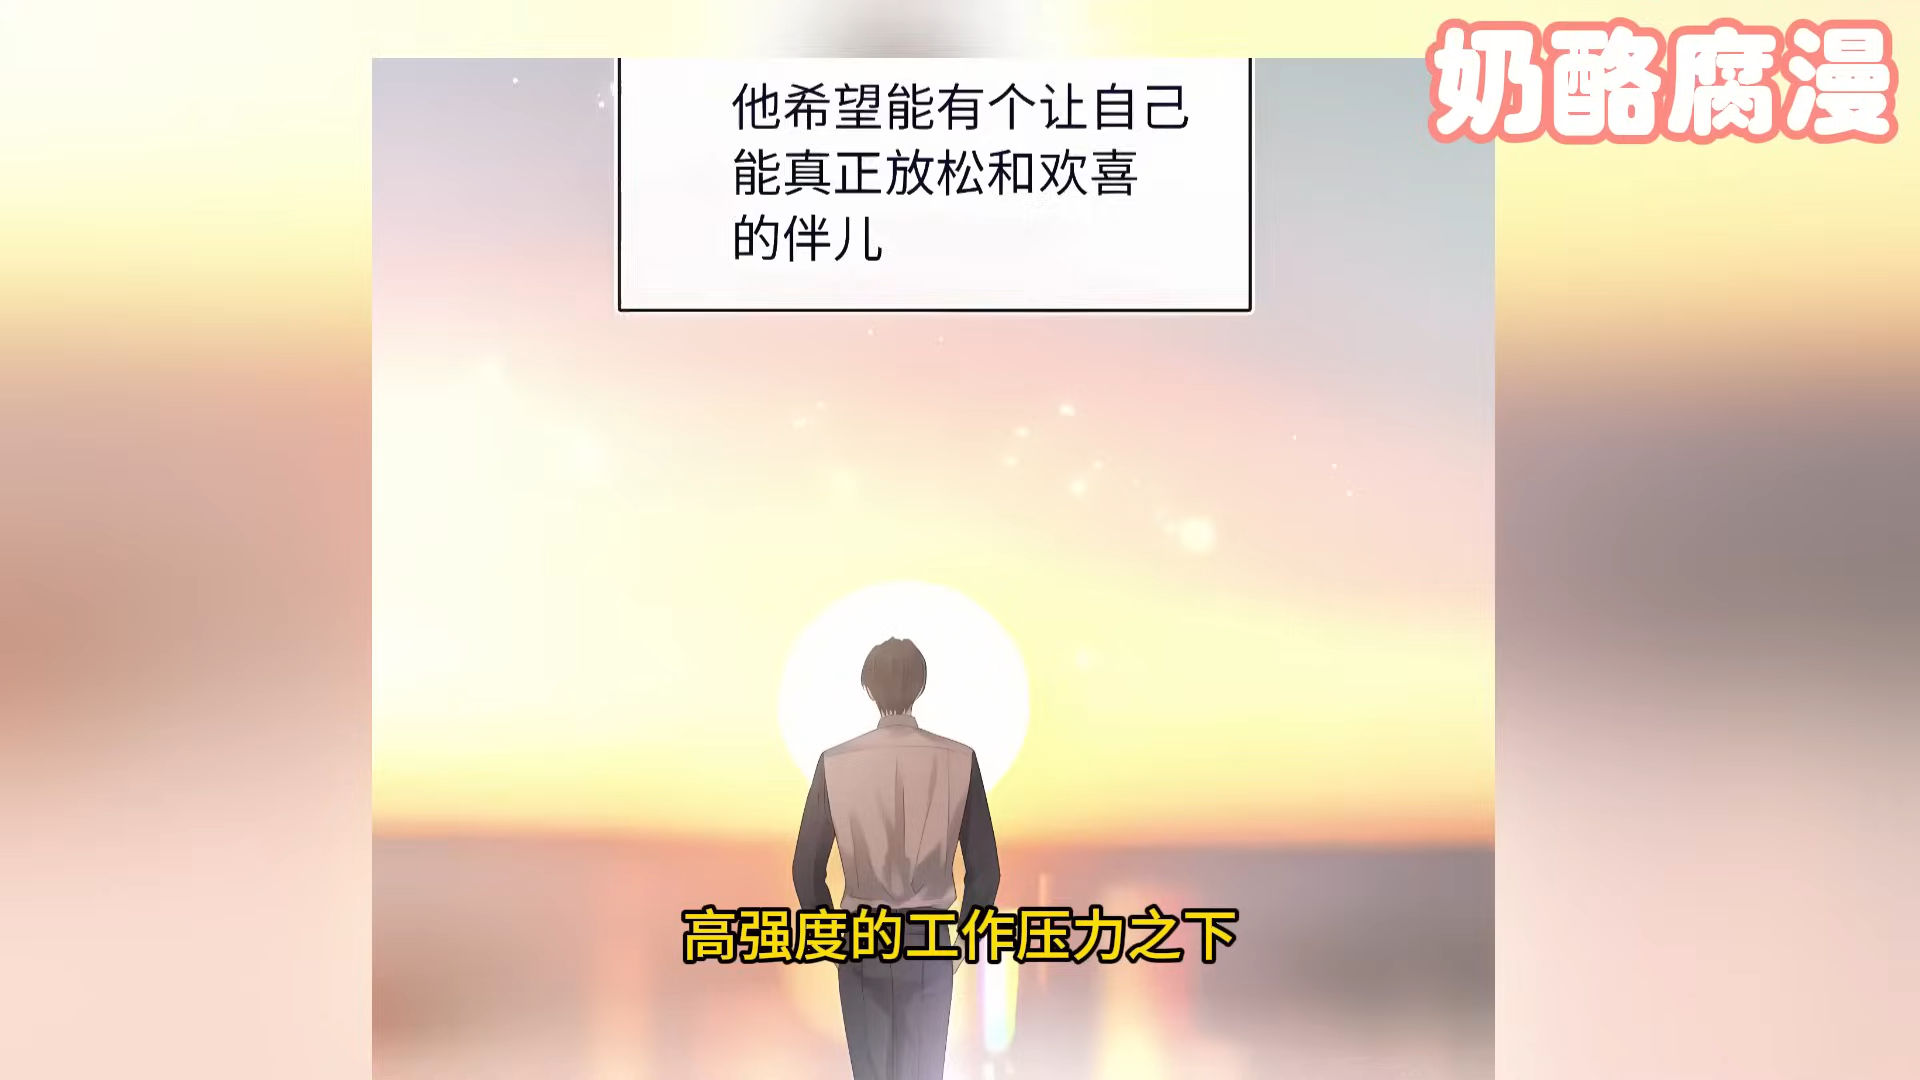 奶酪腐漫
他希望能有个让自己
能真正放松和欢喜
的伴儿
高强度的工作压力之下